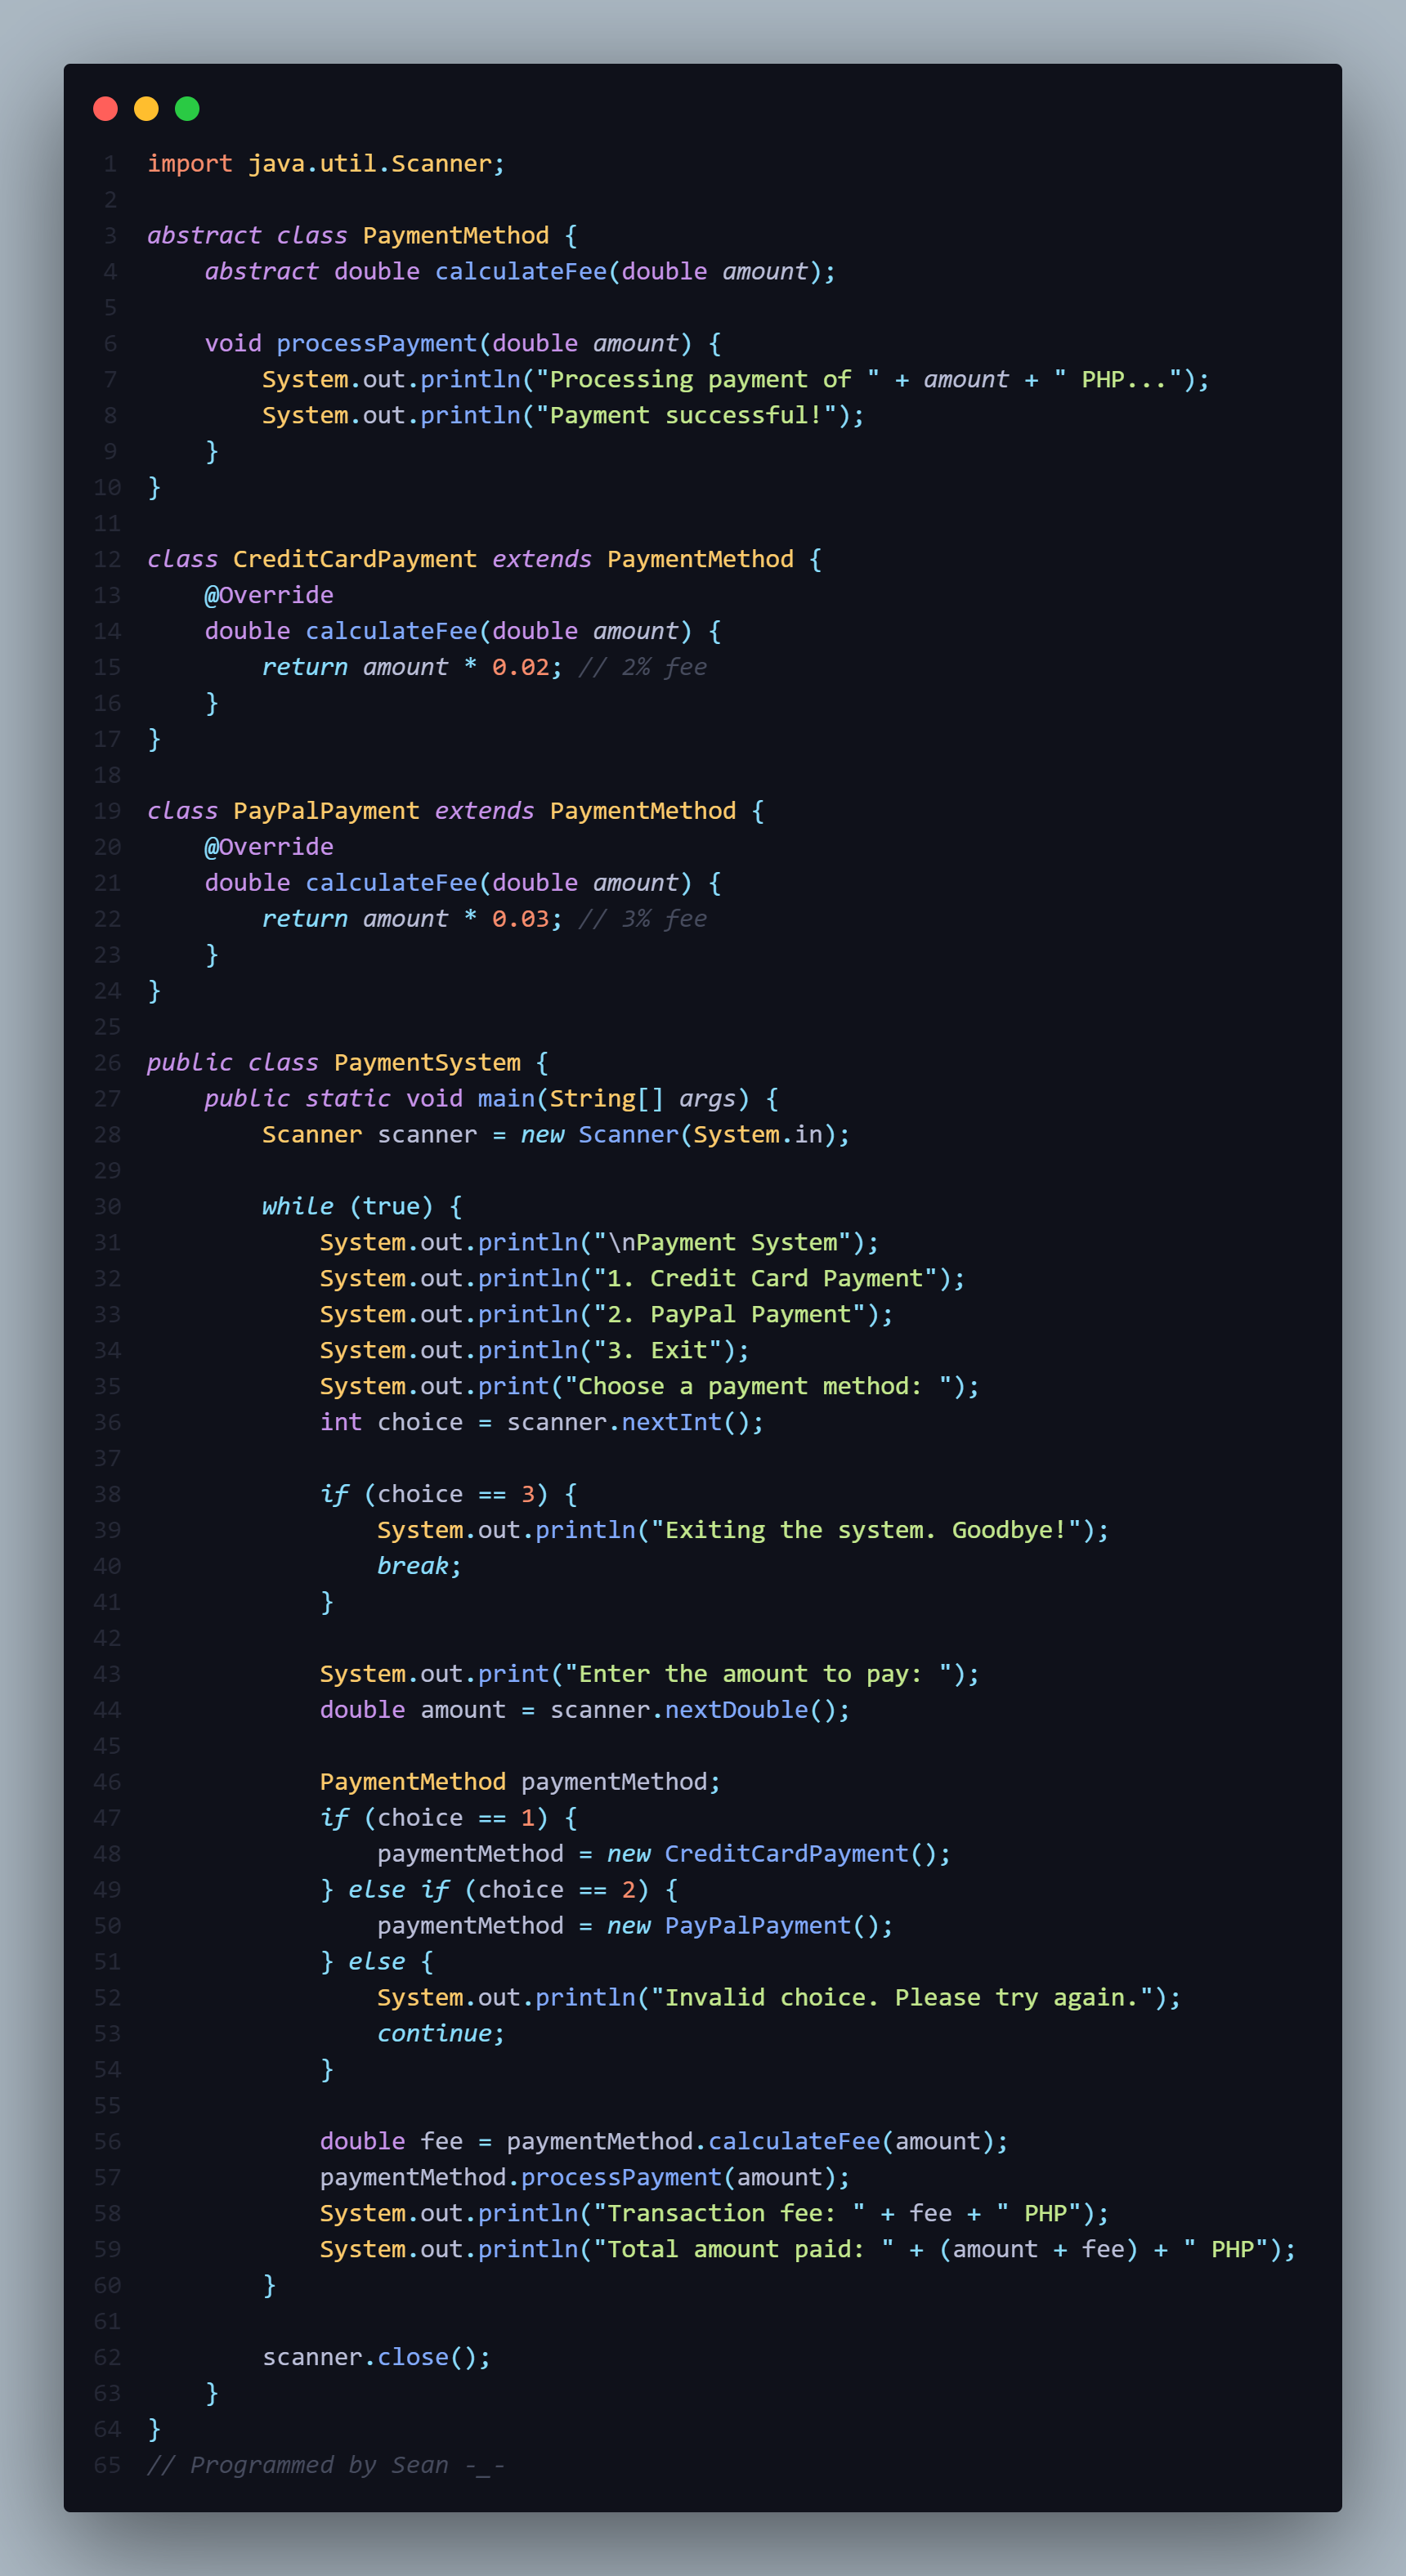 1 import java.util.Scanner;
2
3 abstract class PaymentMethod {
4     abstract double calculateFee(double amount);
5
6     void processPayment(double amount) {
7         System.out.println("Processing payment of " + amount + " PHP...");
8         System.out.println("Payment successful!");
9     }
10 }
11
12 class CreditCardPayment extends PaymentMethod {
13     @Override
14     double calculateFee(double amount) {
15         return amount * 0.02; // 2% fee
16     }
17 }
18
19 class PayPalPayment extends PaymentMethod {
20     @Override
21     double calculateFee(double amount) {
22         return amount * 0.03; // 3% fee
23     }
24 }
25
26 public class PaymentSystem {
27     public static void main(String[] args) {
28         Scanner scanner = new Scanner(System.in);
29
30         while (true) {
31             System.out.println("\nPayment System");
32             System.out.println("1. Credit Card Payment");
33             System.out.println("2. PayPal Payment");
34             System.out.println("3. Exit");
35             System.out.print("Choose a payment method: ");
36             int choice = scanner.nextInt();
37
38             if (choice == 3) {
39                 System.out.println("Exiting the system. Goodbye!");
40                 break;
41             }
42
43             System.out.print("Enter the amount to pay: ");
44             double amount = scanner.nextDouble();
45
46             PaymentMethod paymentMethod;
47             if (choice == 1) {
48                 paymentMethod = new CreditCardPayment();
49             } else if (choice == 2) {
50                 paymentMethod = new PayPalPayment();
51             } else {
52                 System.out.println("Invalid choice. Please try again.");
53                 continue;
54             }
55
56             double fee = paymentMethod.calculateFee(amount);
57             paymentMethod.processPayment(amount);
58             System.out.println("Transaction fee: " + fee + " PHP");
59             System.out.println("Total amount paid: " + (amount + fee) + " PHP");
60         }
61
62         scanner.close();
63     }
64 }
65 // Programmed by Sean -_-